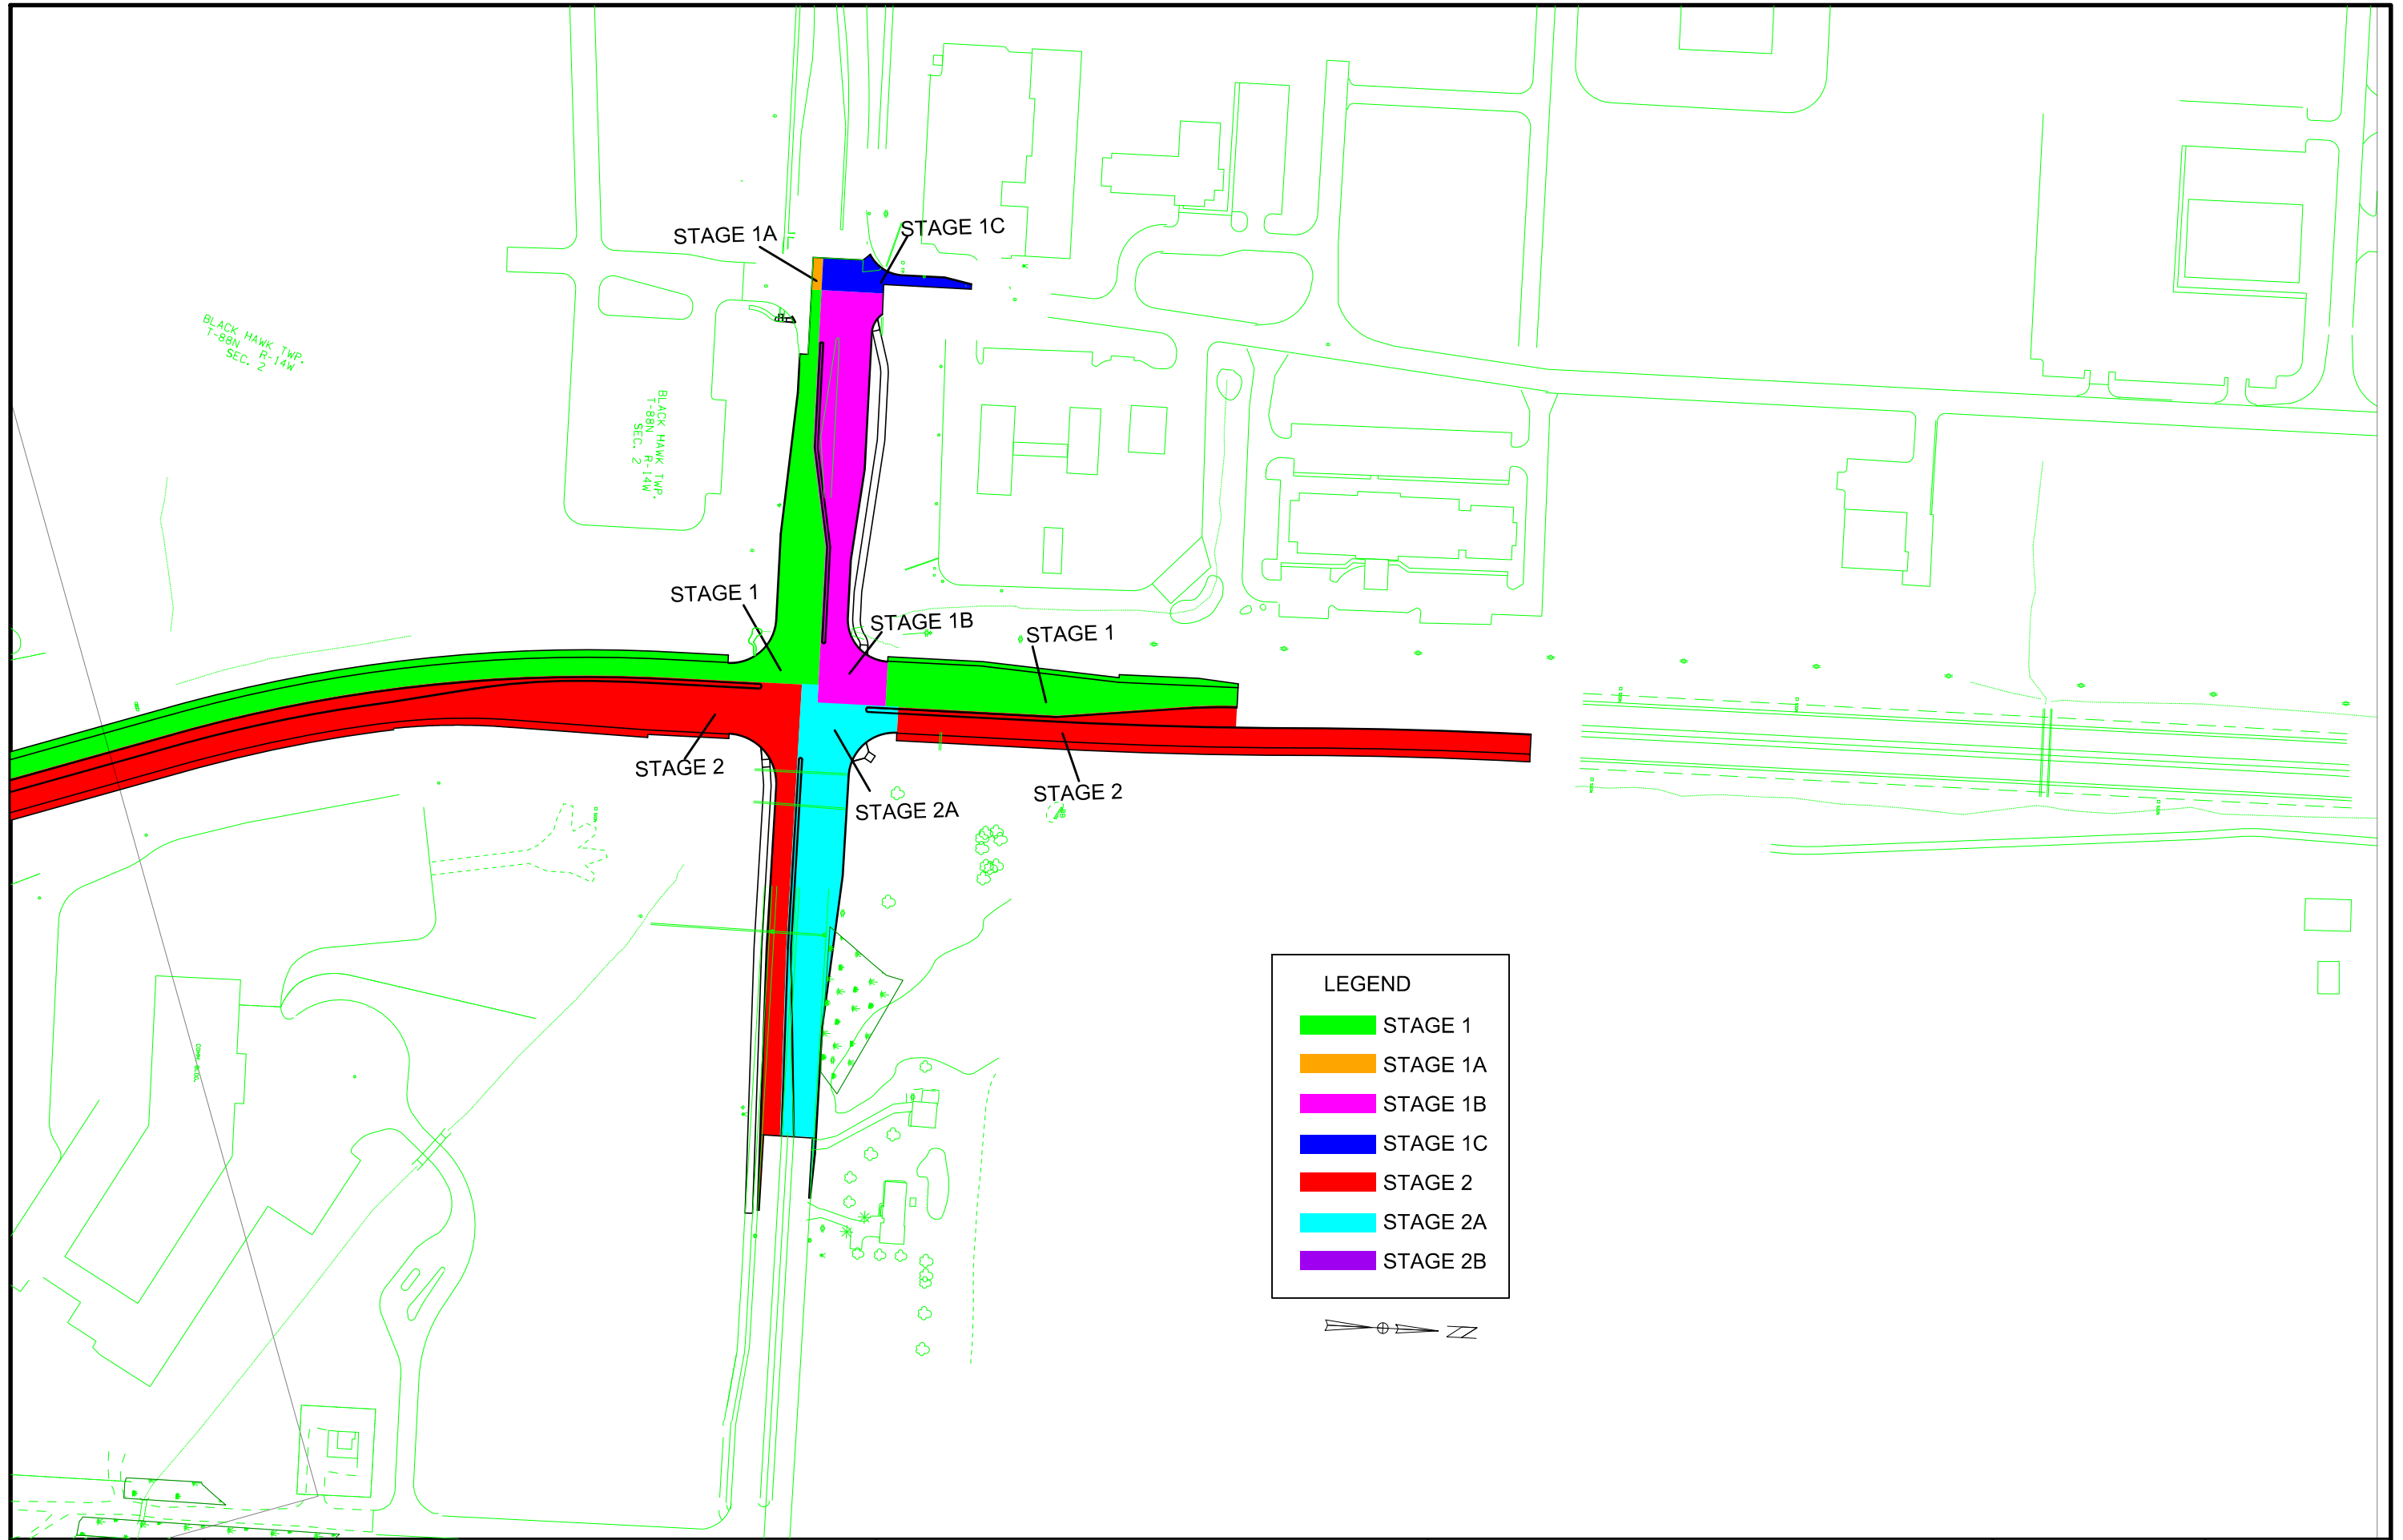 STAGE 1A
STAGE 1C
BLACK HAWK TWP.
T-88N R-14W
SEC. 2
BLACK HAWK TWP.
T-88N R-14W
SEC. 2
STAGE 1
STAGE 1B
STAGE 1
STAGE 2
STAGE 2A
STAGE 2
LEGEND
STAGE 1
STAGE 1A
STAGE 1B
STAGE 1C
STAGE 2
STAGE 2A
STAGE 2B
N